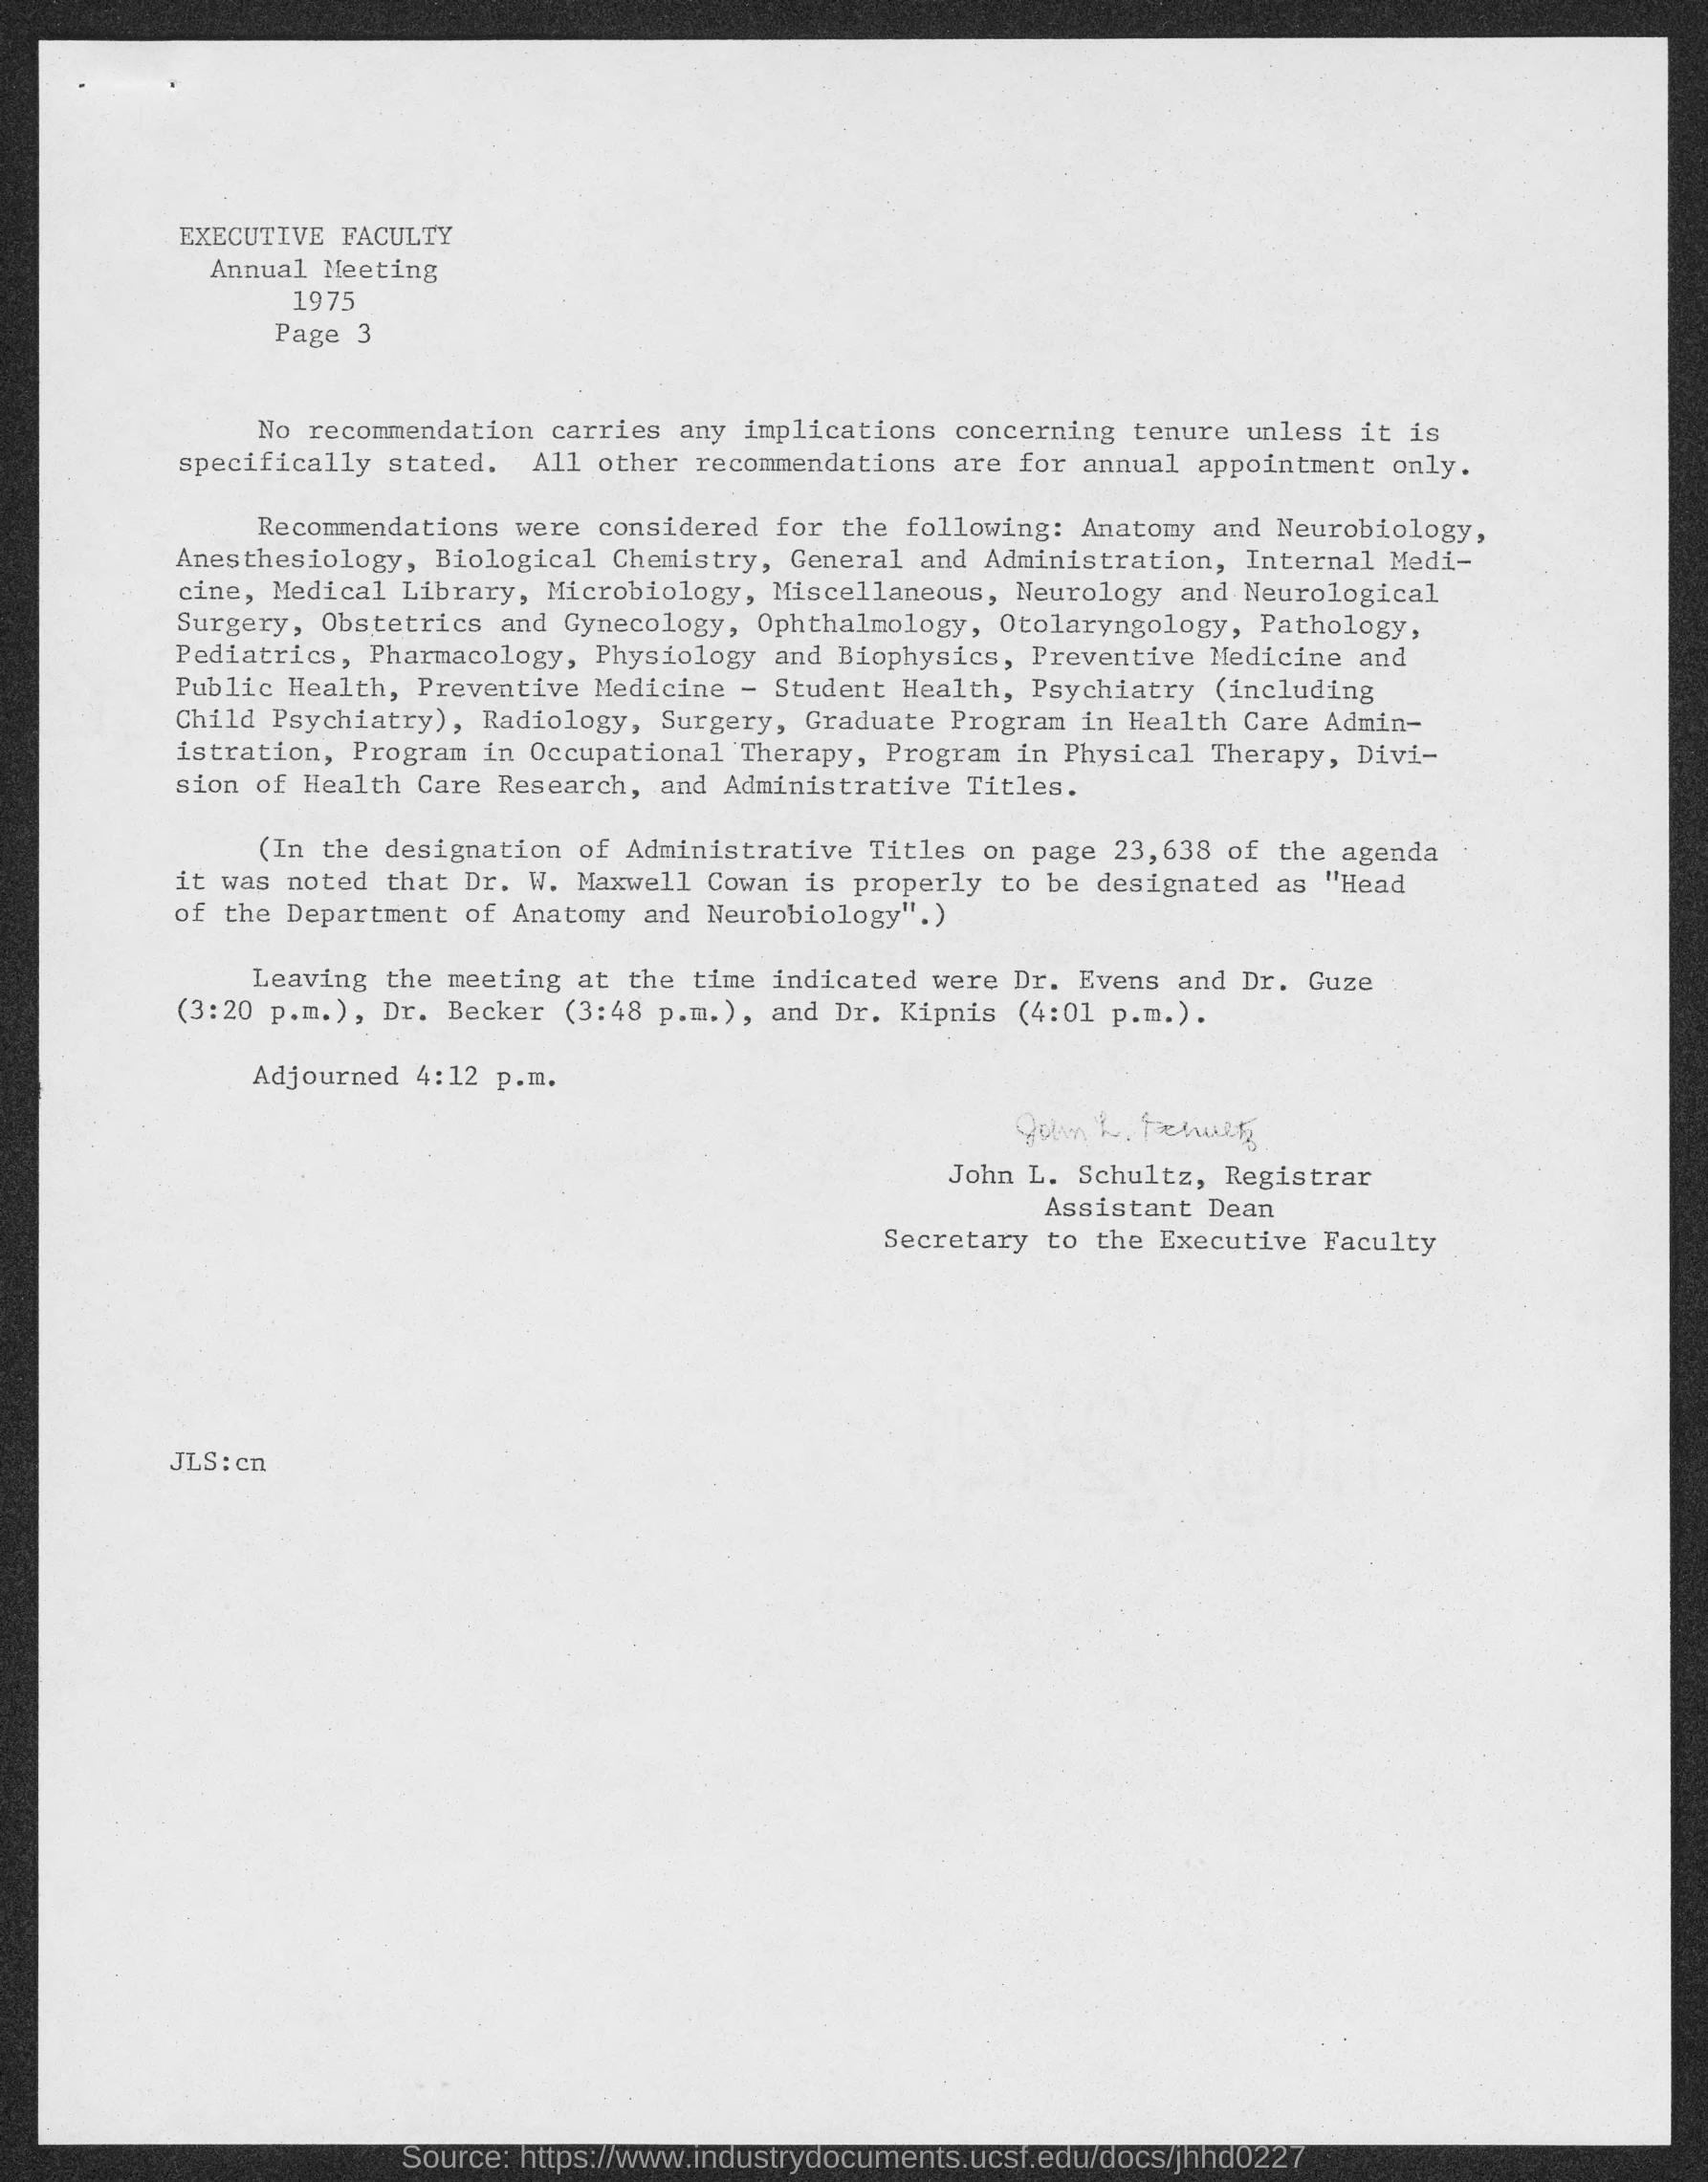 EXECUTIVE FACULTY
Annual Meeting
1975
Page 3
No recommendation carries any implications concerning tenure unless it is
specifically stated. All other recommendations are for annual appointment only.
Recommendations were considered for the following: Anatomy and Neurobiology,
Anesthesiology, Biological Chemistry, General and Administration, Internal Medi-
cine, Medical Library, Microbiology, Miscellaneous, Neurology and Neurological
Surgery, Obstetrics and Gynecology, Ophthalmology, Otolaryngology, Pathology,
Pediatrics, Pharmacology, Physiology and Biophysics, Preventive Medicine and
Public Health, Preventive Medicine - Student Health, Psychiatry (including
Child Psychiatry), Radiology, Surgery, Graduate Program in Health Care Admin-
istration, Program in Occupational Therapy, Program in Physical Therapy, Divi-
sion of Health Care Research, and Administrative Titles.
(In the designation of Administrative Titles on page 23,638 of the agenda
it was noted that Dr. W. Maxwell Cowan is properly to be designated as "Head
of the Department of Anatomy and Neurobiology".)
Leaving the meeting at the time indicated were Dr. Evens and Dr. Guze
(3:20 p.m.), Dr. Becker (3:48 p.m.), and Dr. Kipnis (4:01 p.m.).
Adjourned 4:12 p.m.
John L. Schultz
John L. Schultz, Registrar
Assistant Dean
Secretary to the Executive Faculty
JLS:cn
Source: https://www.industrydocuments.ucsf.edu/docs/jhhd0227